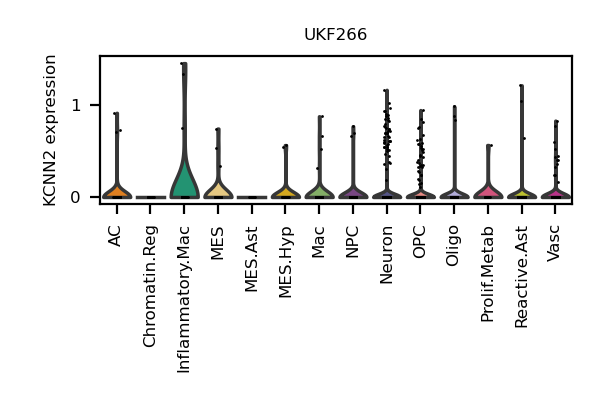 UKF266
KCNN2 expression
1
0
AC
Chromatin.Reg
Inflammatory.Mac
MES
MES.Ast
MES.Hyp
Mac
NPC
Neuron
OPC
Oligo
Prolif.Metab
Reactive.Ast
Vasc